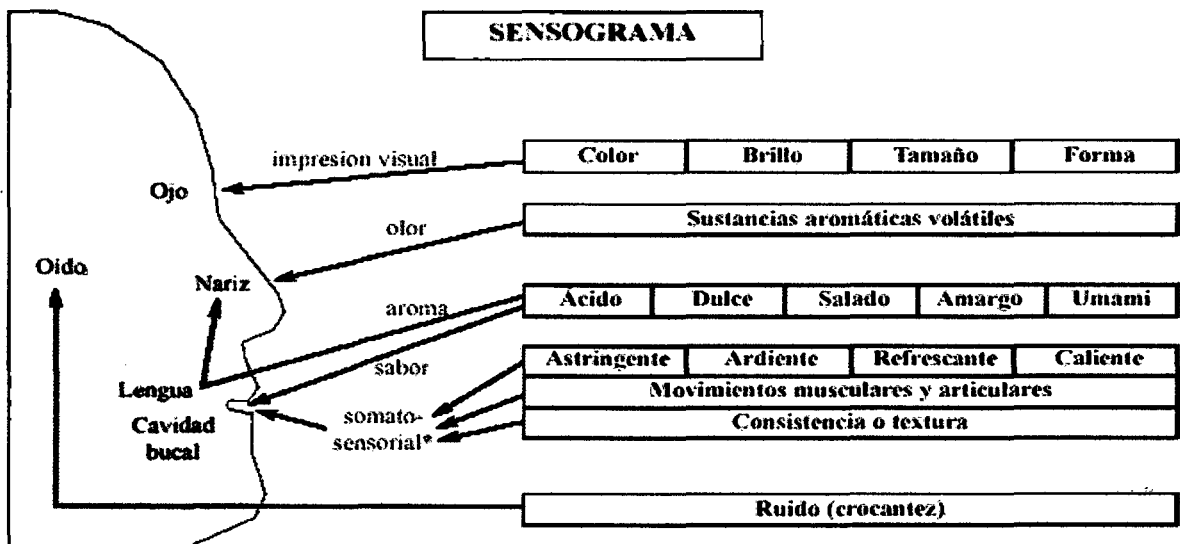 SENSOGRAMA
impresion visual
Color Brillo Tamaño Forma
Ojo
Sustancias aromáticas volátiles
olor
Oido
Nariz
aroma
Ácido Dulce Salado Amargo Umami
sabor
Astringente Ardiente Refrescante Caliente
Lengua
Movimientos musculares y articulares
Cavidad
bucal
somato-
sensorial*
Consistencia o textura
Ruido (crocantez)